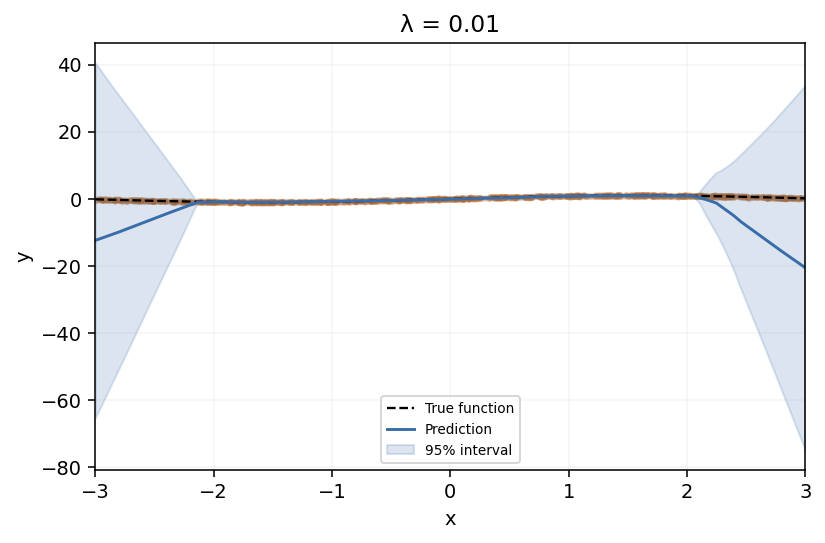 λ = 0.01
40
20
0
−20
−40
−60
−80
y
True function
Prediction
95% interval
−3
−2
−1
0
1
2
3
x